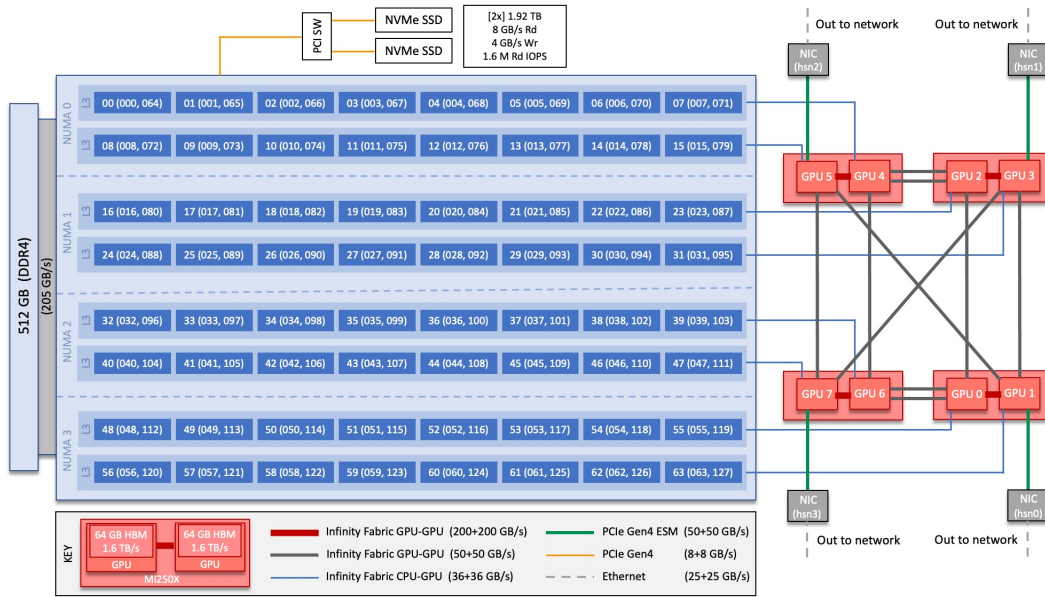 PCI SW
NVMe SSD
NVMe SSD
[2x] 1.92 TB
8 GB/s Rd
4 GB/s Wr
1.6 M Rd IOPS
Out to network
Out to network
NIC
(hsn2)
NIC
(hsn1)
512 GB (DDR4)
(205 GB/s)
NUMA 0
L3
00 (000, 064) 01 (001, 065) 02 (002, 066) 03 (003, 067) 04 (004, 068) 05 (005, 069) 06 (006, 070) 07 (007, 071)
L3
08 (008, 072) 09 (009, 073) 10 (010, 074) 11 (011, 075) 12 (012, 076) 13 (013, 077) 14 (014, 078) 15 (015, 079)
NUMA 1
L3
16 (016, 080) 17 (017, 081) 18 (018, 082) 19 (019, 083) 20 (020, 084) 21 (021, 085) 22 (022, 086) 23 (023, 087)
L3
24 (024, 088) 25 (025, 089) 26 (026, 090) 27 (027, 091) 28 (028, 092) 29 (029, 093) 30 (030, 094) 31 (031, 095)
NUMA 2
L3
32 (032, 096) 33 (033, 097) 34 (034, 098) 35 (035, 099) 36 (036, 100) 37 (037, 101) 38 (038, 102) 39 (039, 103)
L3
40 (040, 104) 41 (041, 105) 42 (042, 106) 43 (043, 107) 44 (044, 108) 45 (045, 109) 46 (046, 110) 47 (047, 111)
NUMA 3
L3
48 (048, 112) 49 (049, 113) 50 (050, 114) 51 (051, 115) 52 (052, 116) 53 (053, 117) 54 (054, 118) 55 (055, 119)
L3
56 (056, 120) 57 (057, 121) 58 (058, 122) 59 (059, 123) 60 (060, 124) 61 (061, 125) 62 (062, 126) 63 (063, 127)
GPU 5 GPU 4 GPU 2 GPU 3
GPU 7 GPU 6 GPU 0 GPU 1
NIC
(hsn3)
NIC
(hsn0)
Out to network
Out to network
KEY
64 GB HBM
1.6 TB/s
GPU
64 GB HBM
1.6 TB/s
GPU
MI250X
Infinity Fabric GPU-GPU (200+200 GB/s)
Infinity Fabric GPU-GPU (50+50 GB/s)
Infinity Fabric CPU-GPU (36+36 GB/s)
PCIe Gen4 ESM (50+50 GB/s)
PCIe Gen4 (8+8 GB/s)
Ethernet (25+25 GB/s)